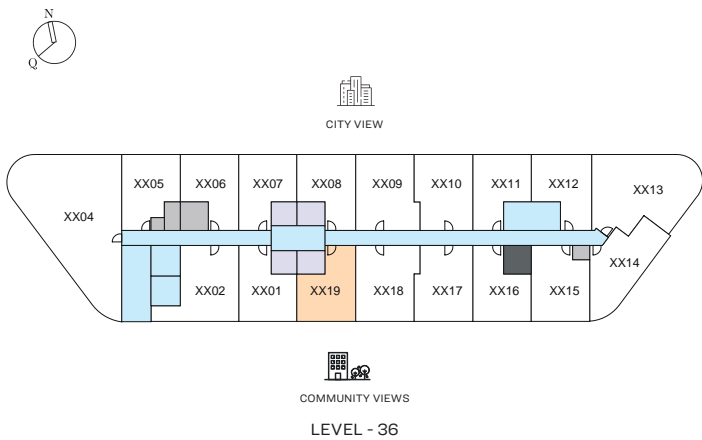 N
Q
CITY VIEW
XX05 XX06 XX07 XX08 XX09 XX10 XX11 XX12 XX13
XX04
XX14
XX02 XX01 XX19 XX18 XX17 XX16 XX15
COMMUNITY VIEWS
LEVEL - 36